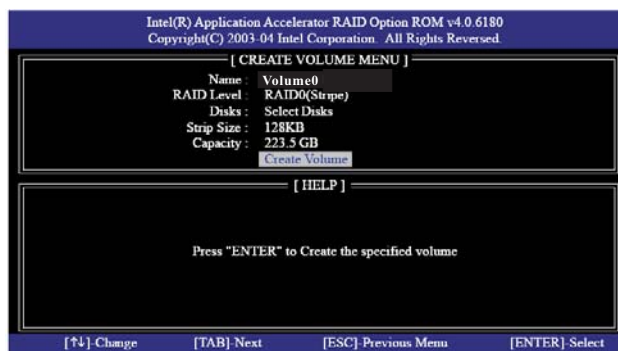 Intel(R) Application Accelerator RAID Option ROM v4.0.6180
Copyright(C) 2003-04 Intel Corporation. All Rights Reversed.
[ CREATE VOLUME MENU ]
Name : Volume0
RAID Level : RAID0(Stripe)
Disks : Select Disks
Strip Size : 128KB
Capacity : 223.5 GB
Create Volume
[ HELP ]
Press "ENTER" to Create the specified volume
[↑↓]-Change [TAB]-Next [ESC]-Previous Menu [ENTER]-Select